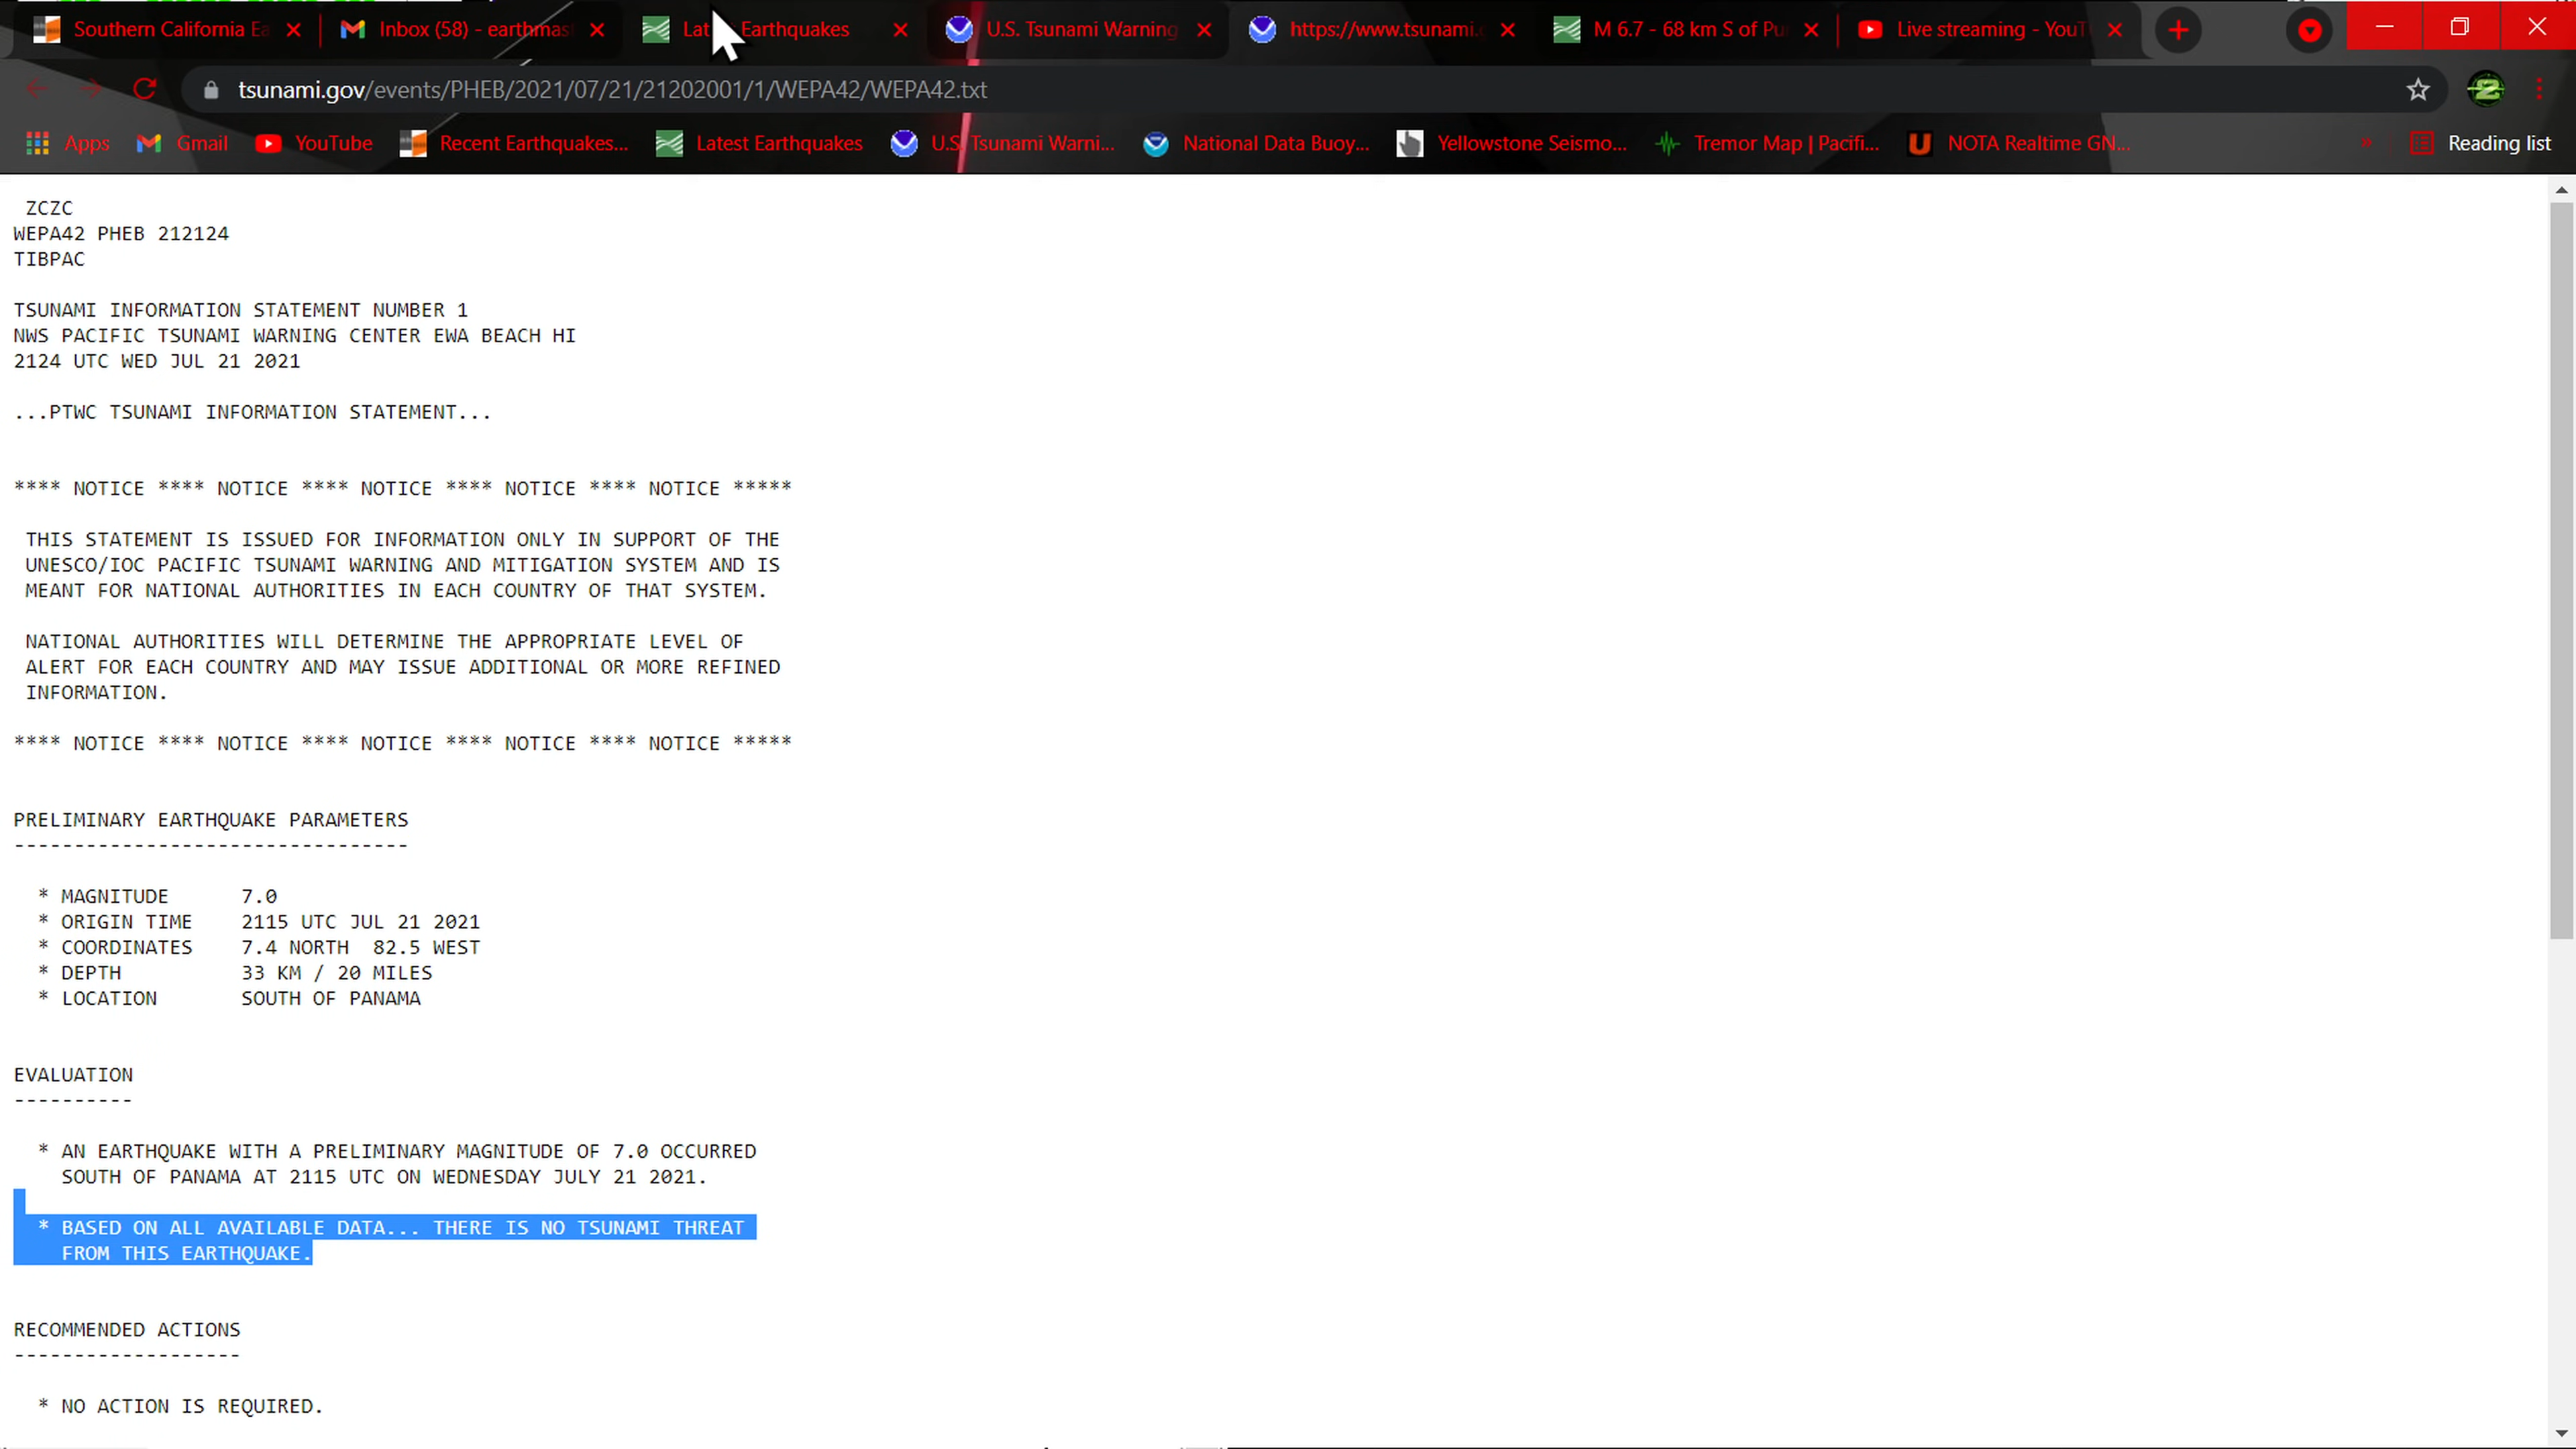 Southern California Ea
Inbox (58) - earthmast
Latest Earthquakes
U.S. Tsunami Warning
https://www.tsunami.g
M 6.7 - 68 km S of Pu
Live streaming - YouT
tsunami.gov/events/PHEB/2021/07/21/21202001/1/WEPA42/WEPA42.txt
Apps
Gmail
YouTube
Recent Earthquakes...
Latest Earthquakes
U.S. Tsunami Warni...
National Data Buoy...
Yellowstone Seismo...
Tremor Map | Pacifi...
NOTA Realtime GN...
»
Reading list
ZCZC
WEPA42 PHEB 212124
TIBPAC
TSUNAMI INFORMATION STATEMENT NUMBER 1
NWS PACIFIC TSUNAMI WARNING CENTER EWA BEACH HI
2124 UTC WED JUL 21 2021
...PTWC TSUNAMI INFORMATION STATEMENT...
**** NOTICE **** NOTICE **** NOTICE **** NOTICE **** NOTICE *****
THIS STATEMENT IS ISSUED FOR INFORMATION ONLY IN SUPPORT OF THE
UNESCO/IOC PACIFIC TSUNAMI WARNING AND MITIGATION SYSTEM AND IS
MEANT FOR NATIONAL AUTHORITIES IN EACH COUNTRY OF THAT SYSTEM.
NATIONAL AUTHORITIES WILL DETERMINE THE APPROPRIATE LEVEL OF
ALERT FOR EACH COUNTRY AND MAY ISSUE ADDITIONAL OR MORE REFINED
INFORMATION.
**** NOTICE **** NOTICE **** NOTICE **** NOTICE **** NOTICE *****
PRELIMINARY EARTHQUAKE PARAMETERS
---------------------------------
* MAGNITUDE 7.0
* ORIGIN TIME 2115 UTC JUL 21 2021
* COORDINATES 7.4 NORTH 82.5 WEST
* DEPTH 33 KM / 20 MILES
* LOCATION SOUTH OF PANAMA
EVALUATION
----------
* AN EARTHQUAKE WITH A PRELIMINARY MAGNITUDE OF 7.0 OCCURRED
SOUTH OF PANAMA AT 2115 UTC ON WEDNESDAY JULY 21 2021.
* BASED ON ALL AVAILABLE DATA... THERE IS NO TSUNAMI THREAT
FROM THIS EARTHQUAKE.
RECOMMENDED ACTIONS
-------------------
* NO ACTION IS REQUIRED.